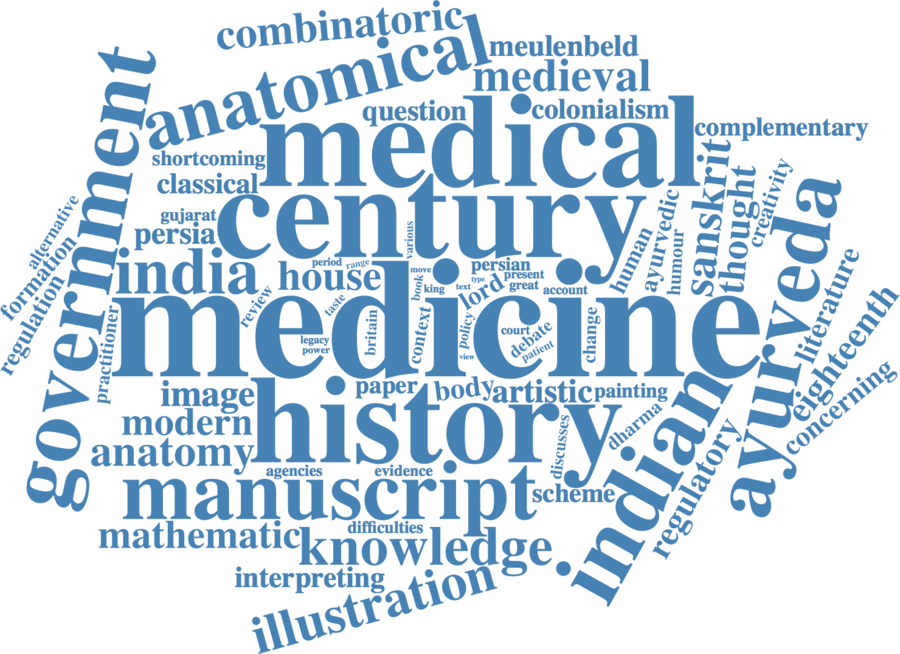 combinatoric
anatomical
meulenbeld
medieval
question
colonialism
medical
complementary
shortcoming
classical
government
century
gujarat
persia
alternative
formation
regulation
various
human
ayurvedic
humour
sanskrit
thought
creativity
india
house
period
range
move
persian
type
present
text
great
king
book
lord
account
review
taste
medicine
practitioner
legacy
power
britain
context
policy
view
court
debate
patient
change
ayurveda
literature
eighteenth
concerning
image
paper
body
artistic
painting
modern
history
indian
dharma
discusses
regulatory
anatomy
agencies
evidence
manuscript
scheme
mathematic
difficulties
knowledge
interpreting
illustration